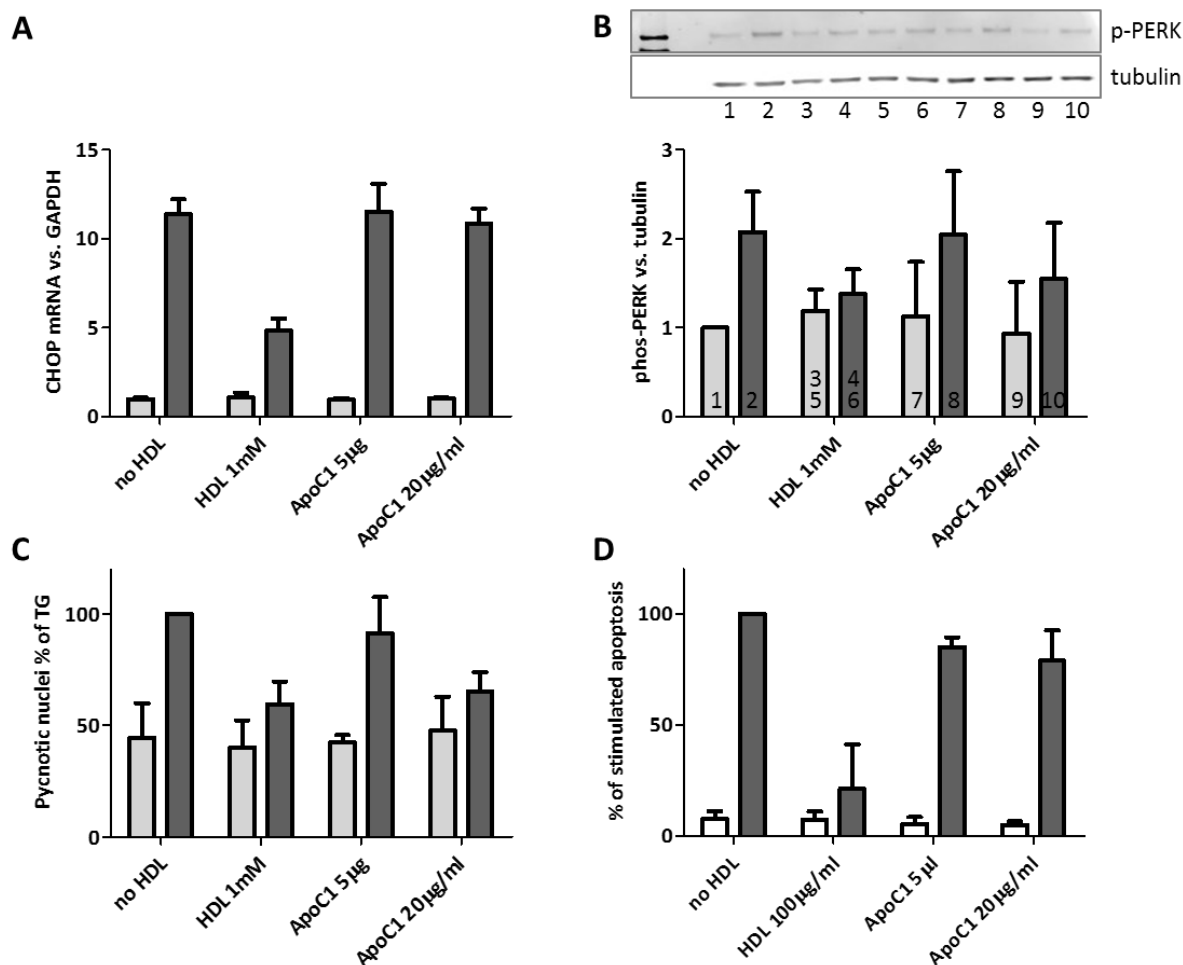 A
CHOP mRNA vs. GAPDH
15
10
5
0
no HDL
HDL 1mM
ApoC1 5µg
ApoC1 20µg/ml
B
p-PERK
tubulin
1 2 3 4 5 6 7 8 9 10
phos-PERK vs. tubulin
3
2
1
0
3 4
1 2 5 6 7 8 9 10
no HDL
HDL 1mM
ApoC1 5µg
ApoC1 20µg/ml
C
Pycnotic nuclei % of TG
100
50
0
no HDL
HDL 1mM
ApoC1 5µg
ApoC1 20µg/ml
D
% of stimulated apoptosis
100
50
0
no HDL
HDL 100µg/ml
ApoC1 5µl
ApoC1 20µg/ml